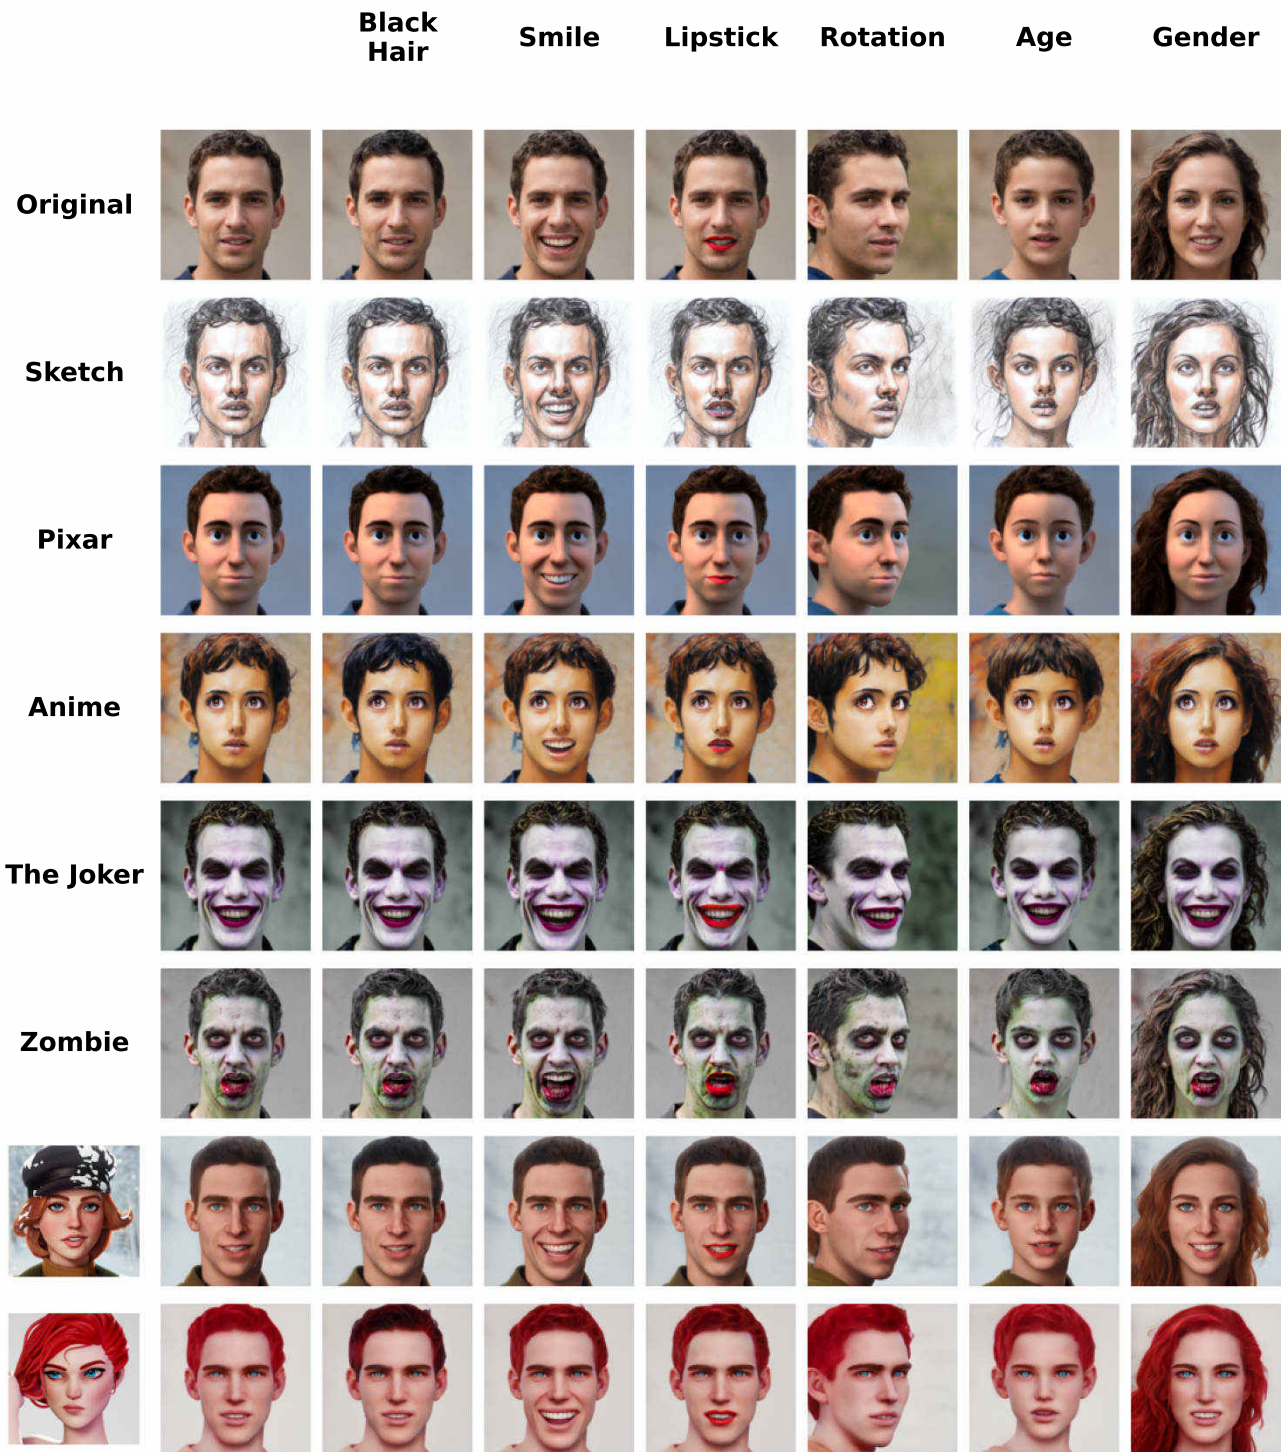 Black
Hair
Smile
Lipstick
Rotation
Age
Gender
Original
Sketch
Pixar
Anime
The Joker
Zombie